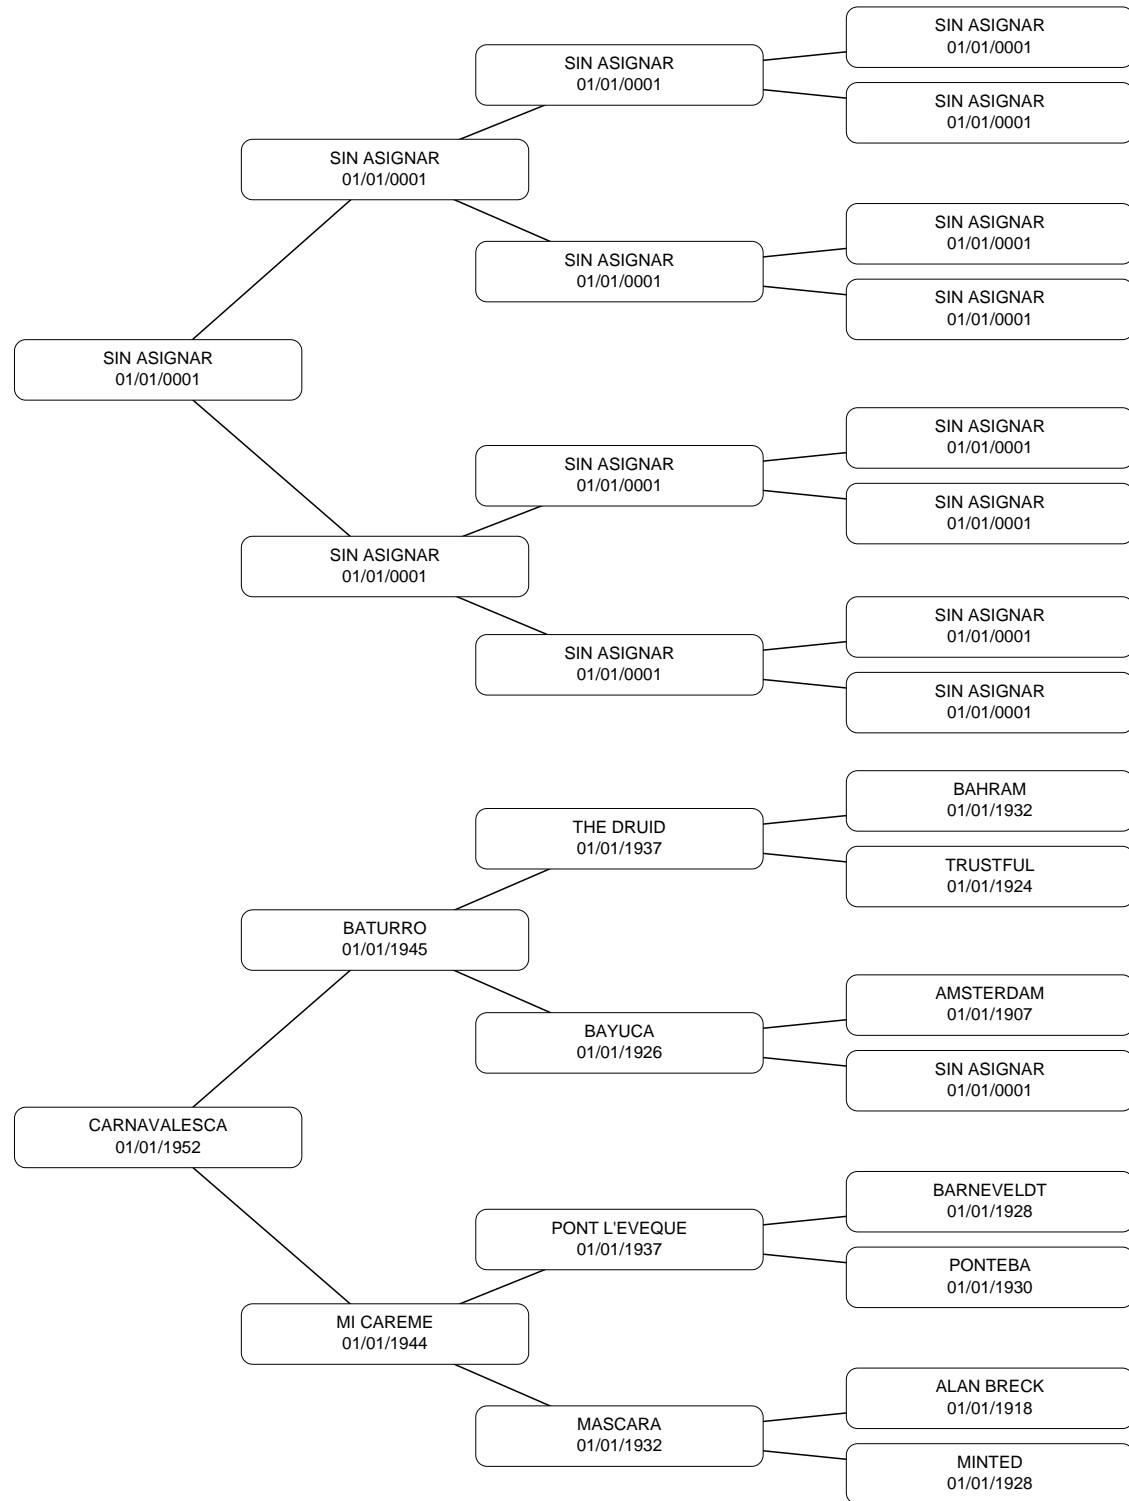 SIN ASIGNAR
01/01/0001
SIN ASIGNAR
01/01/0001
SIN ASIGNAR
01/01/0001
SIN ASIGNAR
01/01/0001
SIN ASIGNAR
01/01/0001
SIN ASIGNAR
01/01/0001
SIN ASIGNAR
01/01/0001
SIN ASIGNAR
01/01/0001
SIN ASIGNAR
01/01/0001
SIN ASIGNAR
01/01/0001
SIN ASIGNAR
01/01/0001
SIN ASIGNAR
01/01/0001
SIN ASIGNAR
01/01/0001
SIN ASIGNAR
01/01/0001
SIN ASIGNAR
01/01/0001
BAHRAM
01/01/1932
THE DRUID
01/01/1937
TRUSTFUL
01/01/1924
BATURRO
01/01/1945
AMSTERDAM
01/01/1907
BAYUCA
01/01/1926
SIN ASIGNAR
01/01/0001
CARNAVALESCA
01/01/1952
BARNEVELDT
01/01/1928
PONT L'EVEQUE
01/01/1937
PONTEBA
01/01/1930
MI CAREME
01/01/1944
ALAN BRECK
01/01/1918
MASCARA
01/01/1932
MINTED
01/01/1928